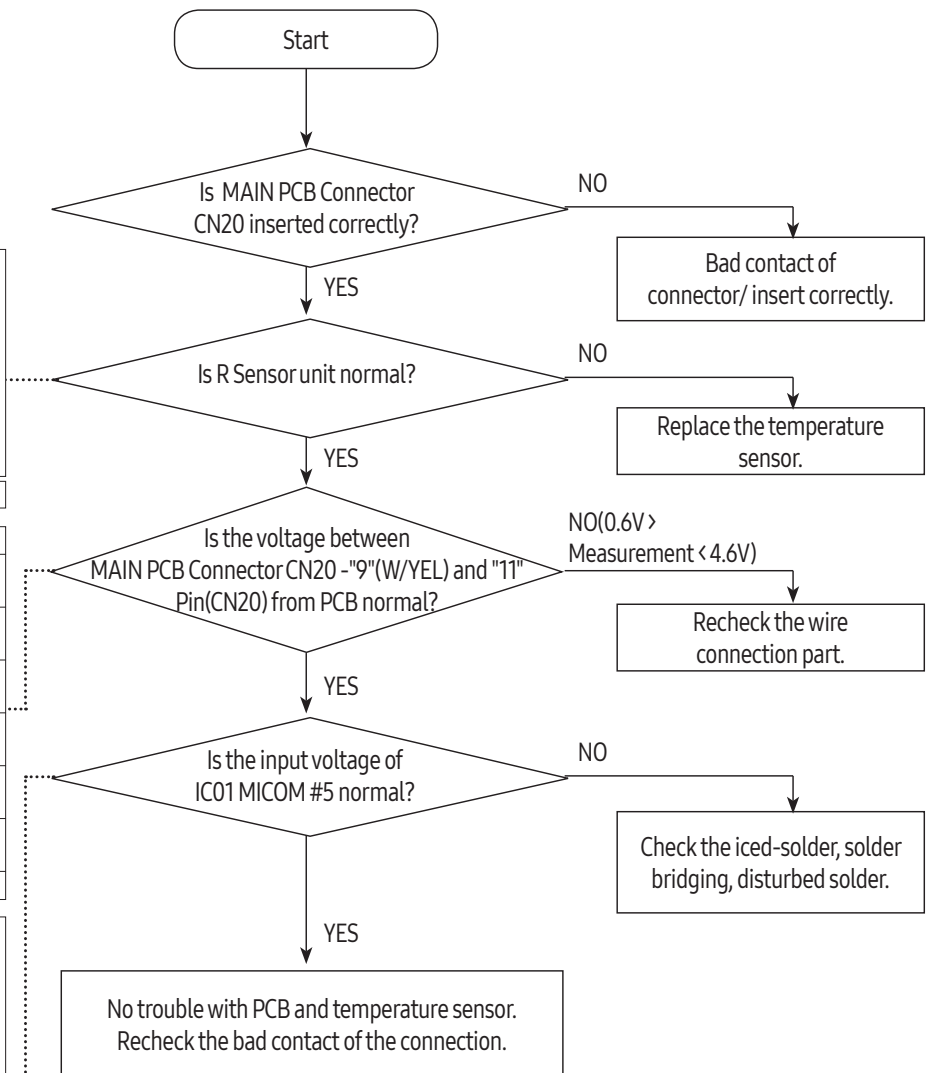 Start
Is MAIN PCB Connector
CN20 inserted correctly?
NO
Bad contact of
connector/ insert correctly.
YES
Is R Sensor unit normal?
NO
Replace the temperature
sensor.
YES
Is the voltage between
MAIN PCB Connector CN20 -"9"(W/YEL) and "11"
Pin(CN20) from PCB normal?
NO(0.6V >
Measurement < 4.6V)
Recheck the wire
connection part.
YES
Is the input voltage of
IC01 MICOM #5 normal?
NO
Check the iced-solder, solder
bridging, disturbed solder.
YES
No trouble with PCB and temperature sensor.
Recheck the bad contact of the connection.